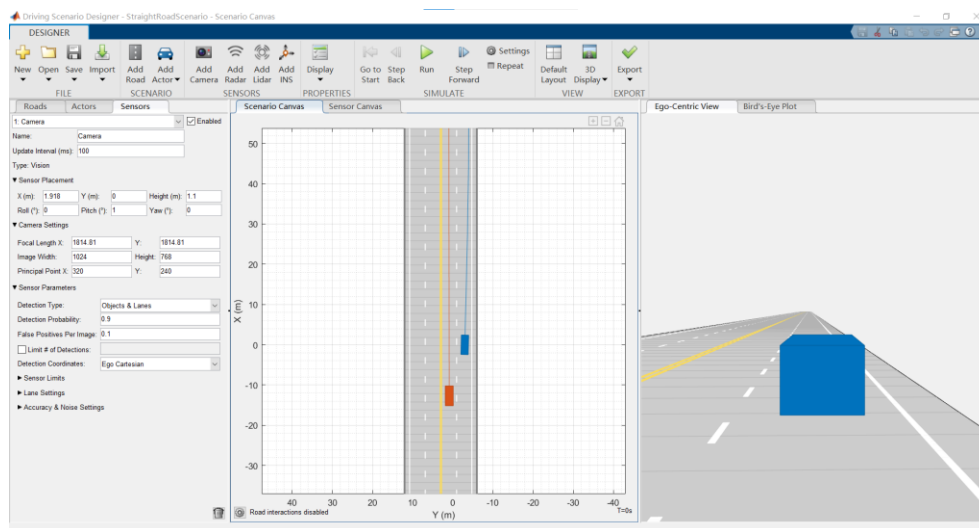 Driving Scenario Designer - StraightRoadScenario - Scenario Canvas
DESIGNER
New Open Save Import Add Road Add Actor Add Camera Add Radar Add Lidar Add INS Display Go to Start Step Back Run Step Forward Settings Repeat Default Layout 3D Display Export
FILE SCENARIO SENSORS PROPERTIES SIMULATE VIEW EXPORT
Roads Actors Sensors
1: Camera Enabled
Name: Camera
Update Interval (ms): 100
Type: Vision
Sensor Placement
X (m): 1.918 Y (m): 0 Height (m): 1.1
Roll (°): 0 Pitch (°): 1 Yaw (°): 0
Camera Settings
Focal Length X: 1814.81 Y: 1814.81
Image Width: 1024 Height: 768
Principal Point X: 320 Y: 240
Sensor Parameters
Detection Type: Objects & Lanes
Detection Probability: 0.9
False Positives Per Image: 0.1
Limit # of Detections:
Detection Coordinates: Ego Cartesian
Sensor Limits
Lane Settings
Accuracy & Noise Settings
Scenario Canvas Sensor Canvas
50
40
30
20
10
0
-10
-20
-30
X (m)
40 30 20 10 0 -10 -20 -30 -40
Y (m)
Road interactions disabled
T=0s
Ego-Centric View Bird's-Eye Plot